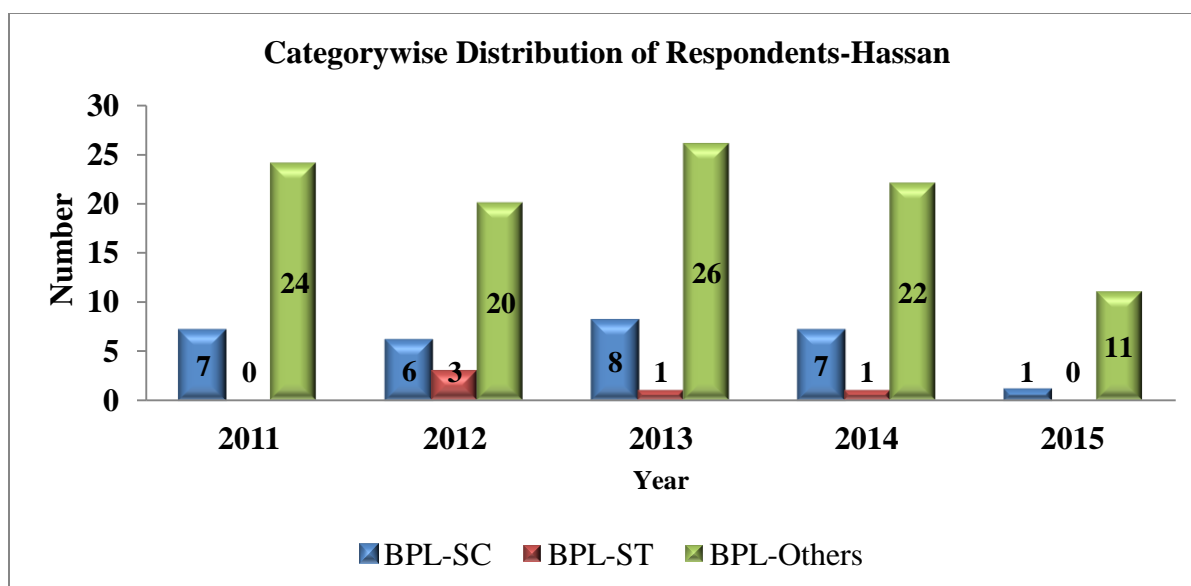 Categorywise Distribution of Respondents-Hassan
30
25
20
15
10
5
0
Number
7 0 24
6 3 20
8 1 26
7 1 22
1 0 11
2011 2012 2013 2014 2015
Year
BPL-SC BPL-ST BPL-Others